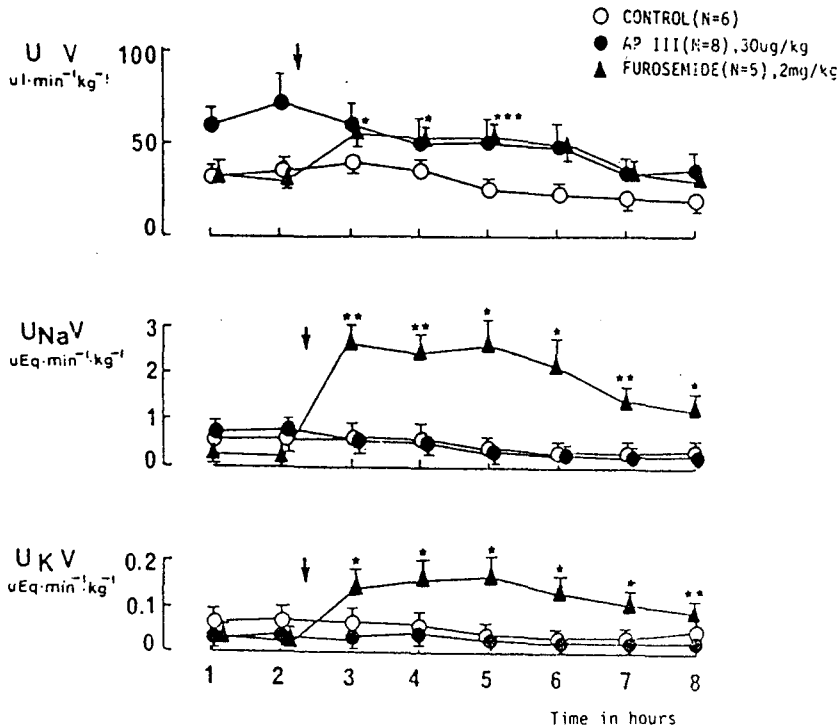 CONTROL(N=6)
AP III(N=8),30ug/kg
FUROSEMIDE(N=5),2mg/kg
U V
ul·min⁻¹kg⁻¹
100
50
0
*
*
***
UNaV
uEq·min⁻¹·kg⁻¹
3
2
1
0
**
**
*
*
**
*
UKV
uEq·min⁻¹·kg⁻¹
0.2
0.1
0
*
*
*
*
*
**
1 2 3 4 5 6 7 8
Time in hours